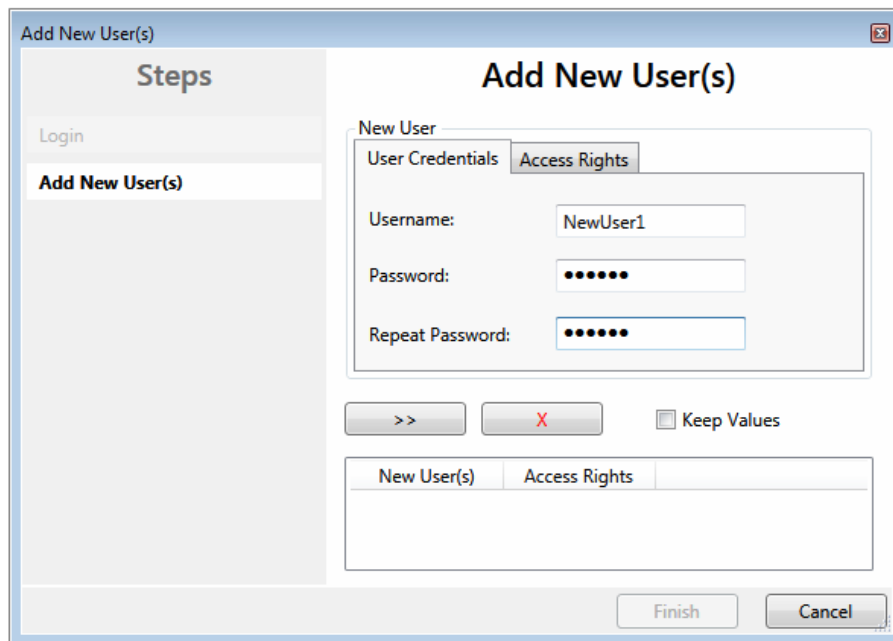 Add New User(s)
Steps
Login
Add New User(s)
Add New User(s)
New User
User Credentials
Access Rights
Username:
NewUser1
Password:
••••••
Repeat Password:
••••••
>>
X
Keep Values
New User(s)
Access Rights
Finish
Cancel